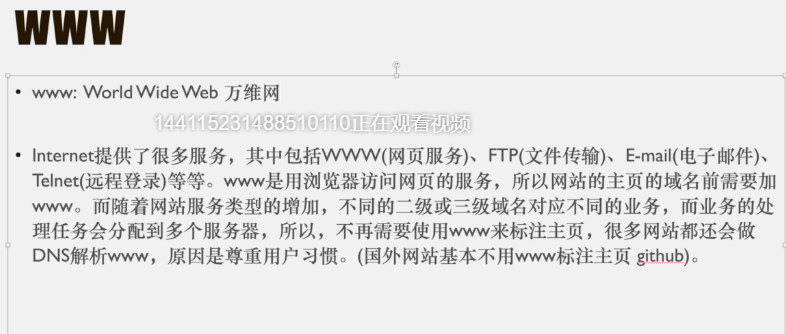 WWW
• www: World Wide Web 万维网
144115231488510110正在观看视频
• Internet提供了很多服务，其中包括WWW(网页服务)、FTP(文件传输)、E-mail(电子邮件)、
Telnet(远程登录)等等。www是用浏览器访问网页的服务，所以网站的主页的域名前需要加
www。而随着网站服务类型的增加，不同的二级或三级域名对应不同的业务，而业务的处
理任务会分配到多个服务器，所以，不再需要使用www来标注主页，很多网站都还会做
DNS解析www，原因是尊重用户习惯。(国外网站基本不用www标注主页 github)。